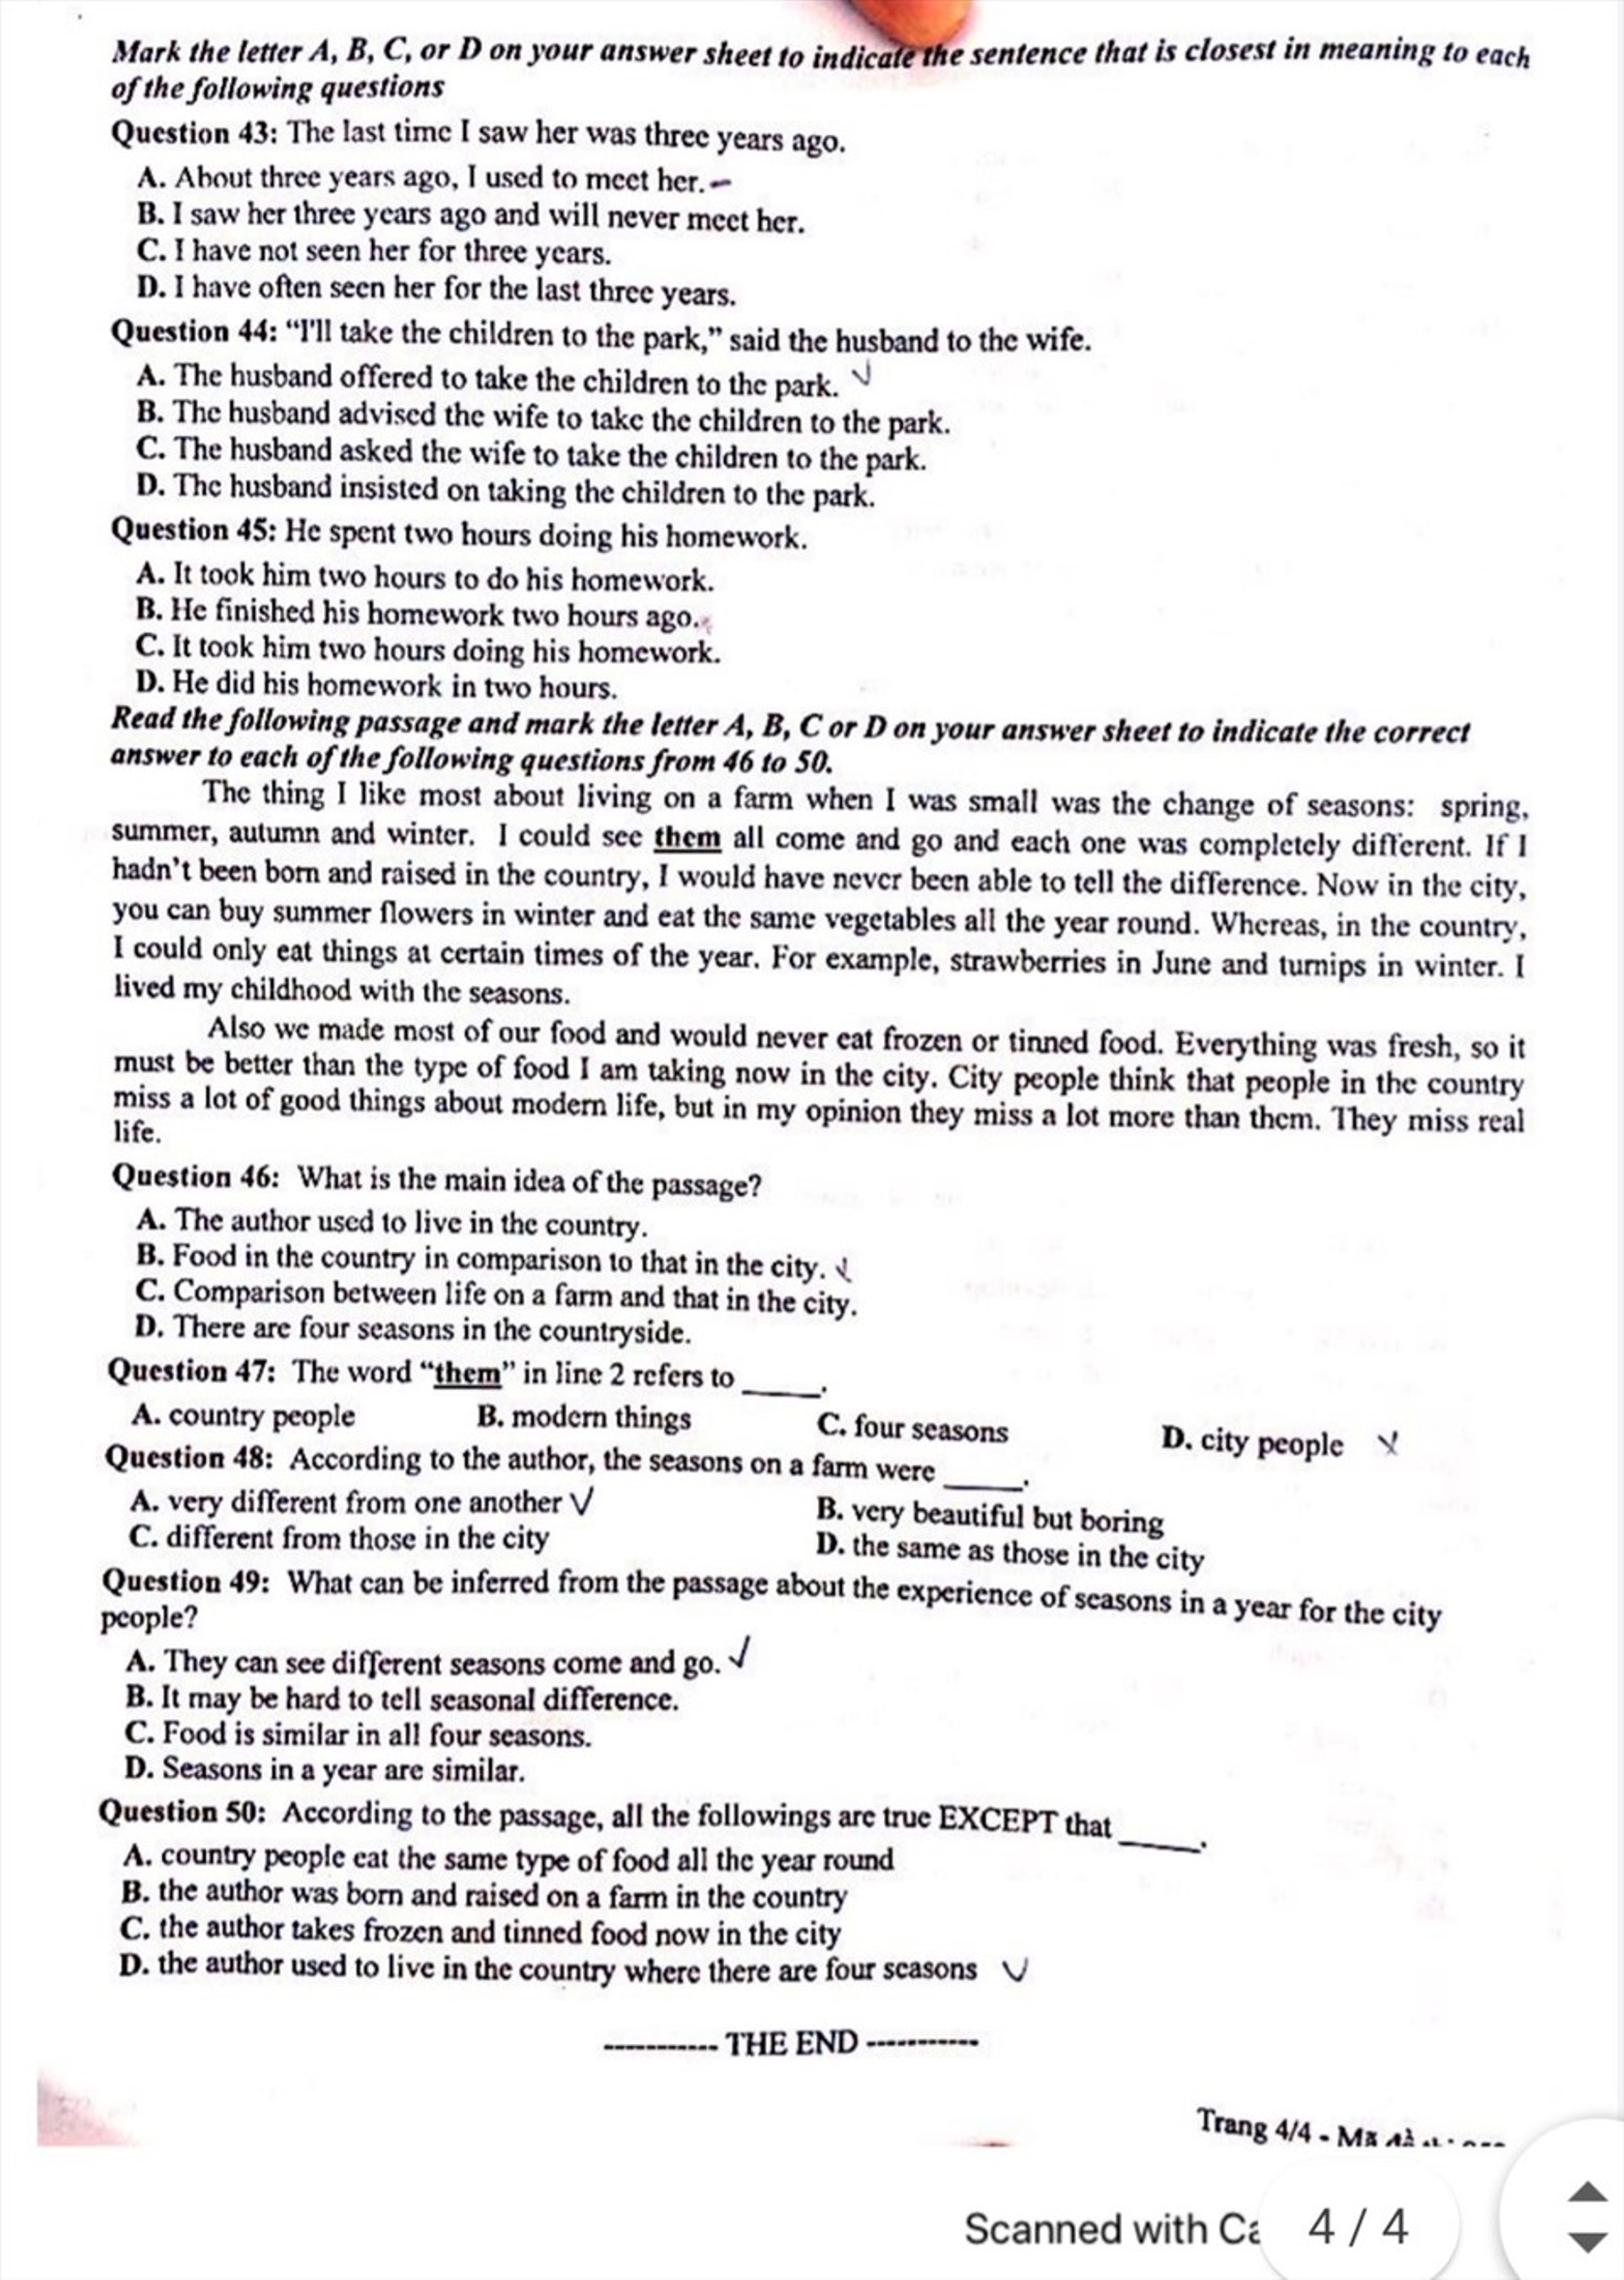 Mark the letter A, B, C, or D on your answer sheet to indicate the sentence that is closest in meaning to each
of the following questions
Question 43: The last time I saw her was three years ago.
A. About three years ago, I used to meet her.
B. I saw her three years ago and will never meet her.
C. I have not seen her for three years.
D. I have often seen her for the last three years.
Question 44: “I'll take the children to the park,” said the husband to the wife.
A. The husband offered to take the children to the park.
B. The husband advised the wife to take the children to the park.
C. The husband asked the wife to take the children to the park.
D. The husband insisted on taking the children to the park.
Question 45: He spent two hours doing his homework.
A. It took him two hours to do his homework.
B. He finished his homework two hours ago.
C. It took him two hours doing his homework.
D. He did his homework in two hours.
Read the following passage and mark the letter A, B, C or D on your answer sheet to indicate the correct
answer to each of the following questions from 46 to 50.
The thing I like most about living on a farm when I was small was the change of seasons: spring,
summer, autumn and winter. I could see them all come and go and each one was completely different. If I
hadn't been born and raised in the country, I would have never been able to tell the difference. Now in the city,
you can buy summer flowers in winter and eat the same vegetables all the year round. Whereas, in the country,
I could only eat things at certain times of the year. For example, strawberries in June and turnips in winter. I
lived my childhood with the seasons.
Also we made most of our food and would never eat frozen or tinned food. Everything was fresh, so it
must be better than the type of food I am taking now in the city. City people think that people in the country
miss a lot of good things about modern life, but in my opinion they miss a lot more than them. They miss real
life.
Question 46: What is the main idea of the passage?
A. The author used to live in the country.
B. Food in the country in comparison to that in the city.
C. Comparison between life on a farm and that in the city.
D. There are four seasons in the countryside.
Question 47: The word “them” in line 2 refers to _____.
A. country people B. modern things C. four seasons D. city people
Question 48: According to the author, the seasons on a farm were _____.
A. very different from one another B. very beautiful but boring
C. different from those in the city D. the same as those in the city
Question 49: What can be inferred from the passage about the experience of seasons in a year for the city
people?
A. They can see different seasons come and go.
B. It may be hard to tell seasonal difference.
C. Food is similar in all four seasons.
D. Seasons in a year are similar.
Question 50: According to the passage, all the followings are true EXCEPT that _____.
A. country people eat the same type of food all the year round
B. the author was born and raised on a farm in the country
C. the author takes frozen and tinned food now in the city
D. the author used to live in the country where there are four seasons
----------- THE END -----------
Trang 4/4 - Mã đề
Scanned with
4 / 4